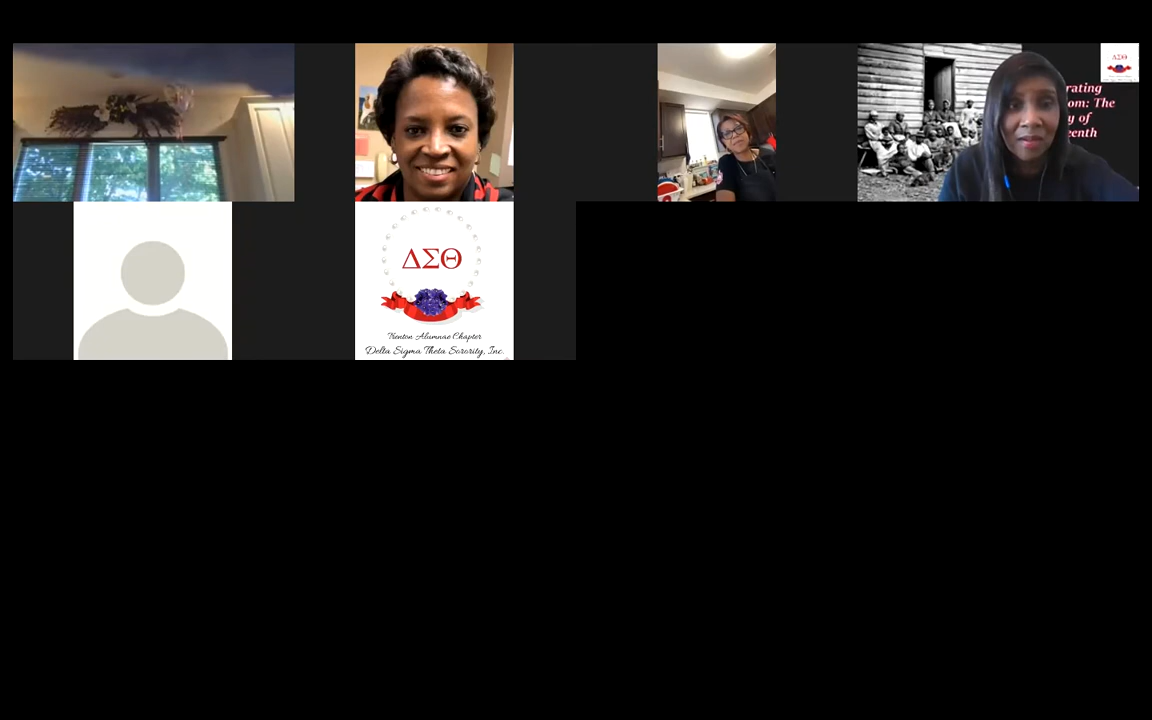 rating
om: The
y of
eenth
ΔΣΘ
Trenton Alumnae Chapter
Delta Sigma Theta Sorority, Inc.